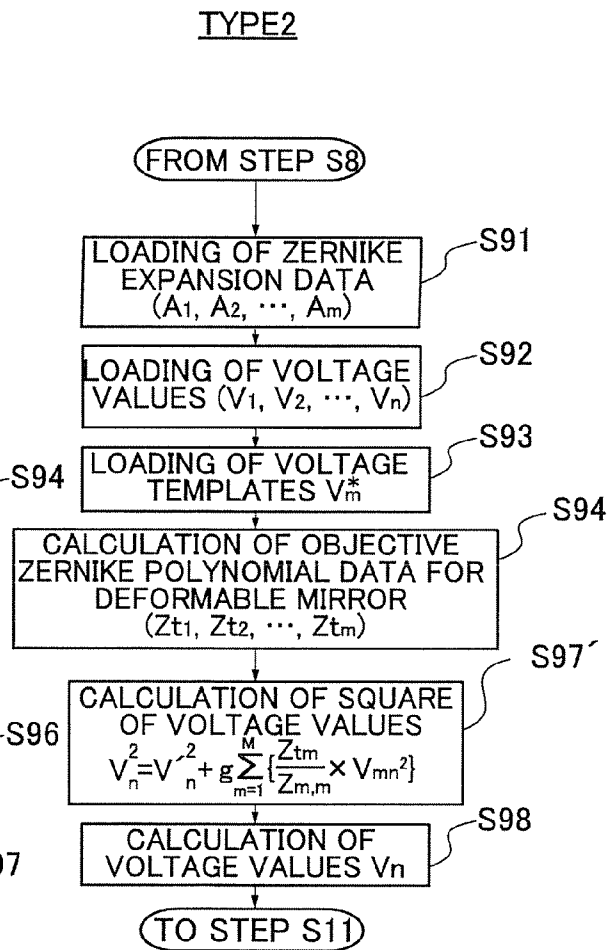 TYPE2
FROM STEP S8
LOADING OF ZERNIKE
EXPANSION DATA
(A1, A2, ···, Am)
S91
LOADING OF VOLTAGE
VALUES (V1, V2, ···, Vn)
S92
LOADING OF VOLTAGE
TEMPLATES V*m
S93
S94
CALCULATION OF OBJECTIVE
ZERNIKE POLYNOMIAL DATA FOR
DEFORMABLE MIRROR
(Zt1, Zt2, ···, Ztm)
S94
CALCULATION OF SQUARE
OF VOLTAGE VALUES
V²n=V´²n + g M∑m=1 {Ztm/Zm,m × Vmn²}
S97´
S96
CALCULATION OF
VOLTAGE VALUES Vn
S98
97
TO STEP S11